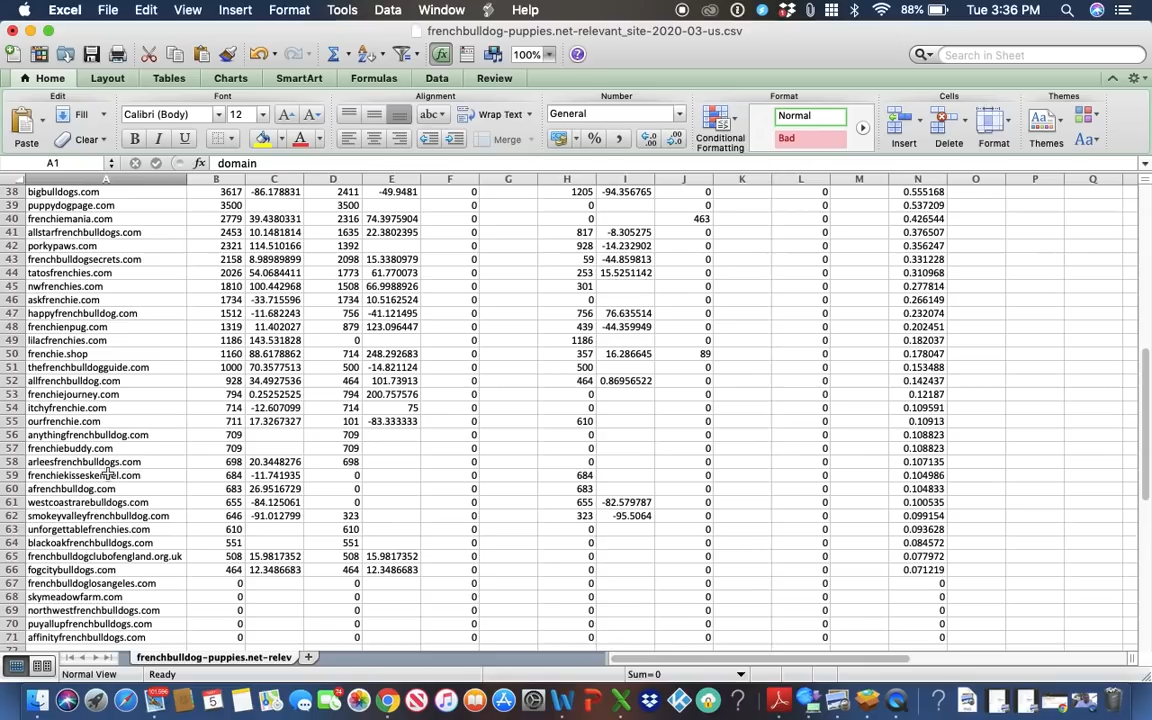 Excel File Edit View Insert Format Tools Data Window Help 88% Tue 3:36 PM
frenchbulldog-puppies.net-relevant_site-2020-03-us.csv
100% Search in Sheet
Home Layout Tables Charts SmartArt Formulas Data Review
Edit Font Alignment Number Format Cells Themes
Fill Calibri (Body) 12 abc Wrap Text General Normal
Paste Clear B I U A Merge % Conditional Formatting Bad Insert Delete Format Themes Aa
A1 fx domain
A B C D E F G H I J K L M N O P Q
38 bigbulldogs.com 3617 -86.178831 2411 -49.9481 0 1205 -94.356765 0 0 0.555168
39 puppydogpage.com 3500 3500 0 0 0 0 0.537209
40 frenchiemania.com 2779 39.4380331 2316 74.3975904 0 0 463 0 0.426544
41 allstarfrenchbulldogs.com 2453 10.1481814 1635 22.3802395 0 817 -8.305275 0 0 0.376507
42 porkypaws.com 2321 114.510166 1392 0 928 -14.232902 0 0 0.356247
43 frenchbulldogsecrets.com 2158 8.98989899 2098 15.3380979 0 59 -44.859813 0 0 0.331228
44 tatosfrenchies.com 2026 54.0684411 1773 61.770073 0 253 15.5251142 0 0 0.310968
45 nwfrenchies.com 1810 100.442968 1508 66.9988926 0 301 0 0 0.277814
46 askfrenchie.com 1734 -33.715596 1734 10.5162524 0 0 0 0 0.266149
47 happyfrenchbulldog.com 1512 -11.682243 756 -41.121495 0 756 76.635514 0 0 0.232074
48 frenchienpug.com 1319 11.402027 879 123.096447 0 439 -44.359949 0 0 0.202451
49 lilacfrenchies.com 1186 143.531828 0 0 1186 0 0 0.182037
50 frenchie.shop 1160 88.6178862 714 248.292683 0 357 16.286645 89 0 0.178047
51 thefrenchbulldogguide.com 1000 70.3577513 500 -14.821124 0 500 0 0 0.153488
52 allfrenchbulldog.com 928 34.4927536 464 101.73913 0 464 0.86956522 0 0 0.142437
53 frenchiejourney.com 794 0.25252525 794 200.757576 0 0 0 0 0.12187
54 itchyfrenchie.com 714 -12.607099 714 75 0 0 0 0 0.109591
55 ourfrenchie.com 711 17.3267327 101 -83.333333 0 610 0 0 0.10913
56 anythingfrenchbulldog.com 709 709 0 0 0 0 0.108823
57 frenchiebuddy.com 709 709 0 0 0 0 0.108823
58 arleesfrenchbulldogs.com 698 20.3448276 698 0 0 0 0 0.107135
59 -11.741935 684 0 0 684 0 0 0.104986
60 afrenchbulldog.com 683 26.9516729 0 0 683 0 0 0.104833
61 westcoastrarebulldogs.com 655 -84.125061 0 0 655 -82.579787 0 0 0.100535
62 smokeyvalleyfrenchbulldog.com 646 -91.012799 323 0 323 -95.5064 0 0 0.099154
63 unforgettablefrenchies.com 610 610 0 0 0 0 0.093628
64 blackoakfrenchbulldogs.com 551 551 0 0 0 0 0.084572
65 frenchbulldogclubofengland.org.uk 508 15.9817352 508 15.9817352 0 0 0 0 0.077972
66 fogcitybulldogs.com 464 12.3486683 464 12.3486683 0 0 0 0 0.071219
67 frenchbulldoglosangeles.com 0 0 0 0 0 0 0
68 skymeadowfarm.com 0 0 0 0 0 0 0
69 northwestfrenchbulldogs.com 0 0 0 0 0 0 0
70 puyallupfrenchbulldogs.com 0 0 0 0 0 0 0
71 affinityfrenchbulldogs.com 0 0 0 0 0 0 0
frenchbulldog-puppies.net-relev
Normal View Ready Sum=0